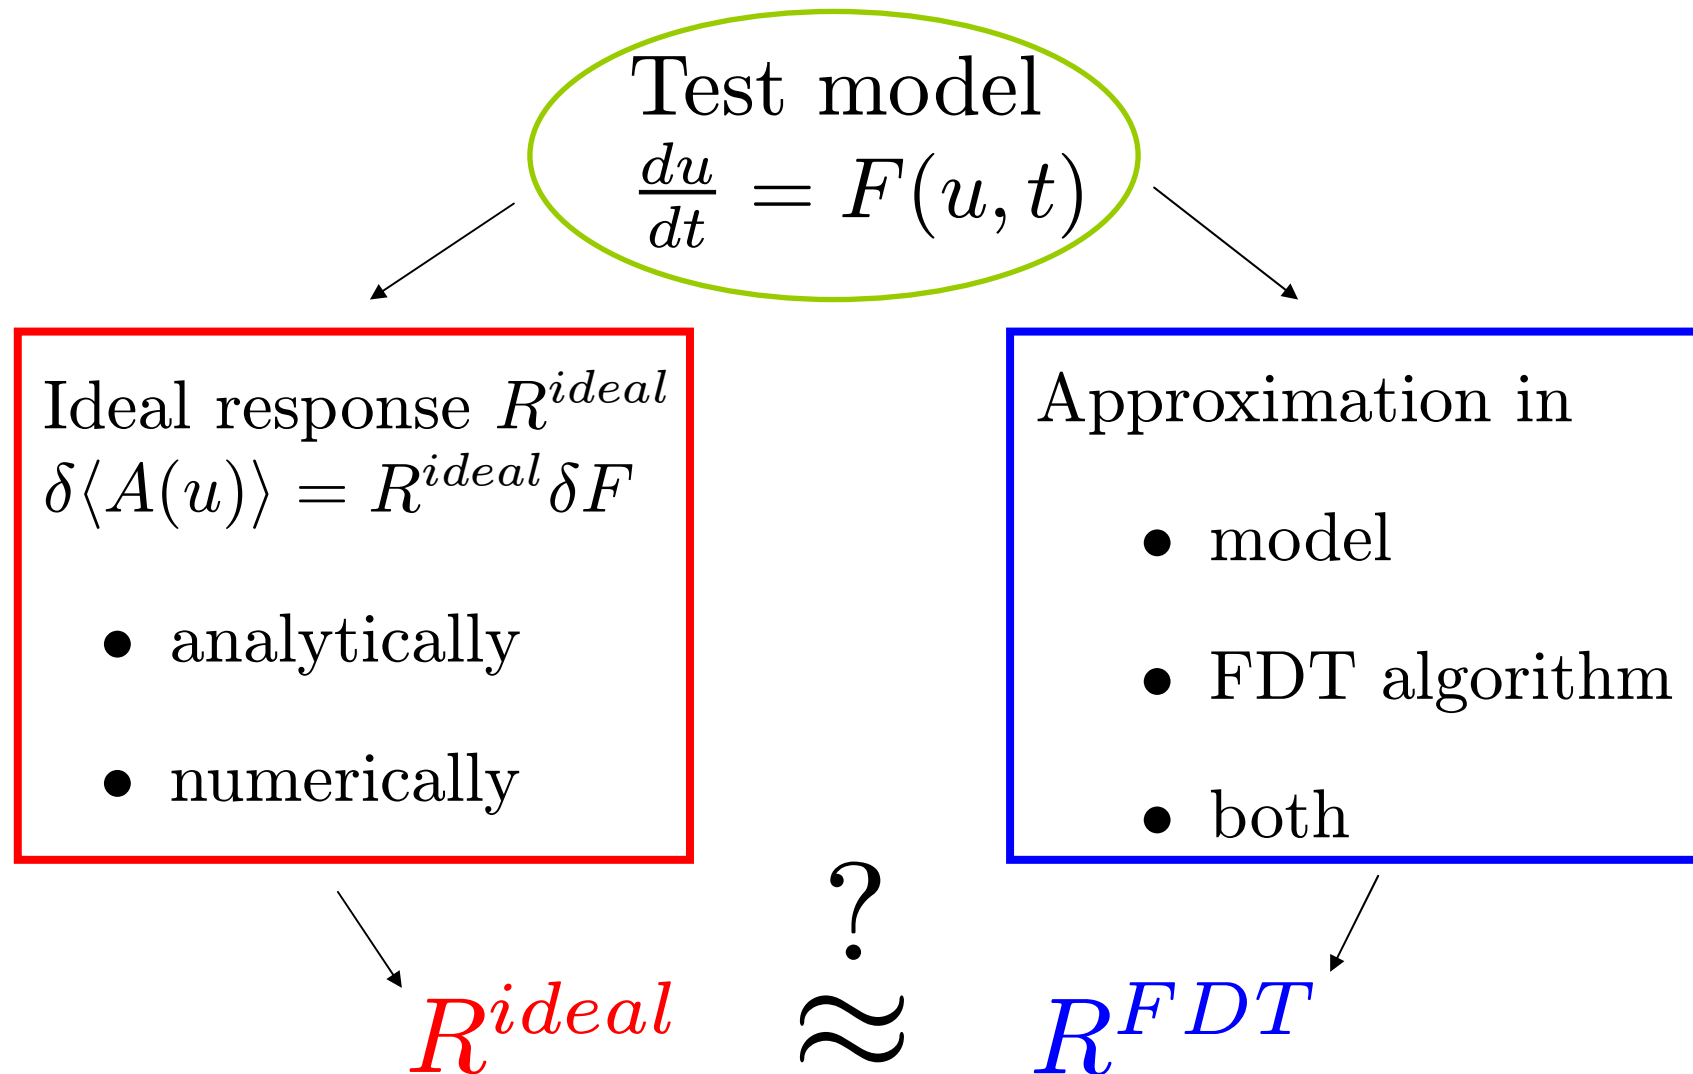 Test model
du/dt = F(u, t)
Ideal response R^{ideal}
δ⟨A(u)⟩ = R^{ideal}δF
• analytically
• numerically
Approximation in
• model
• FDT algorithm
• both
?
R^{ideal} ≈ R^{FDT}